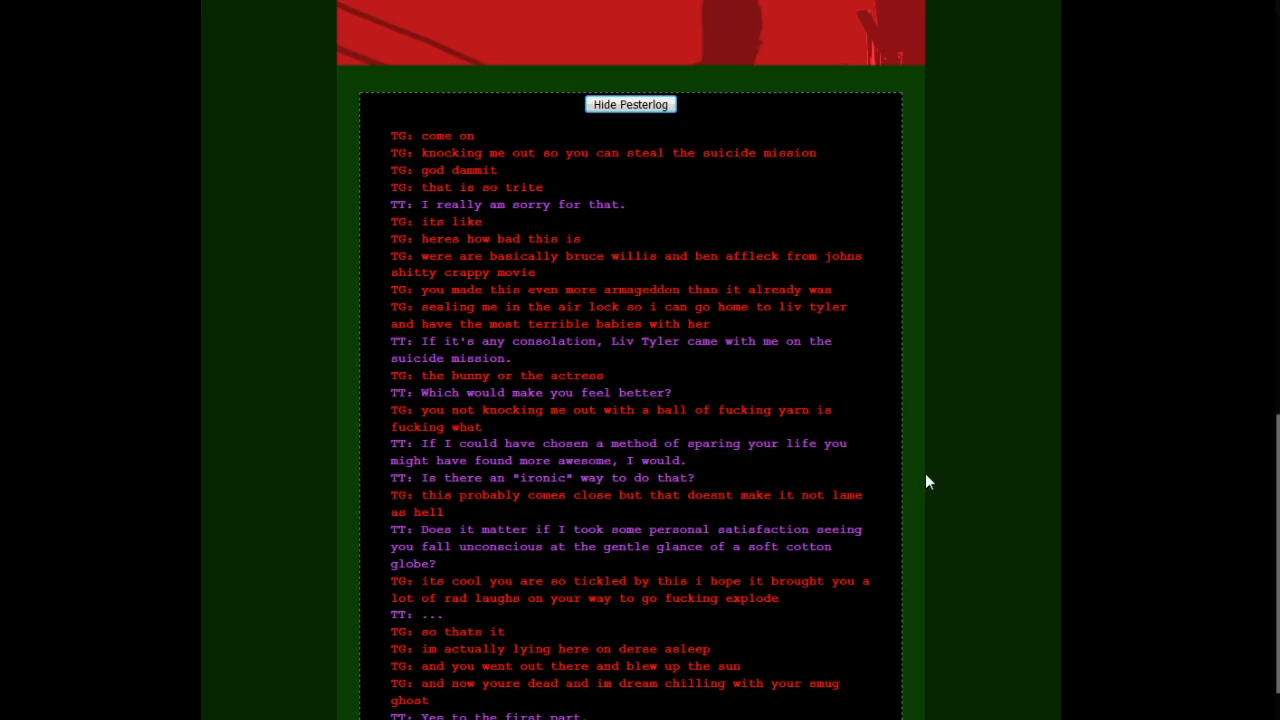 Hide Pesterlog
TG: come on
TG: knocking me out so you can steal the suicide mission
TG: god dammit
TG: that is so trite
TT: I really am sorry for that.
TG: its like
TG: heres how bad this is
TG: were are basically bruce willis and ben affleck from johns
shitty crappy movie
TG: you made this even more armageddon than it already was
TG: sealing me in the air lock so i can go home to liv tyler
and have the most terrible babies with her
TT: If it's any consolation, Liv Tyler came with me on the
suicide mission.
TG: the bunny or the actress
TT: Which would make you feel better?
TG: you not knocking me out with a ball of fucking yarn is
fucking what
TT: If I could have chosen a method of sparing your life you
might have found more awesome, I would.
TT: Is there an "ironic" way to do that?
TG: this probably comes close but that doesnt make it not lame
as hell
TT: Does it matter if I took some personal satisfaction seeing
you fall unconscious at the gentle glance of a soft cotton
globe?
TG: its cool you are so tickled by this i hope it brought you a
lot of rad laughs on your way to go fucking explode
TT: ...
TG: so thats it
TG: im actually lying here on derse asleep
TG: and you went out there and blew up the sun
TG: and now youre dead and im dream chilling with your smug
ghost
TT: Yes to the first part.